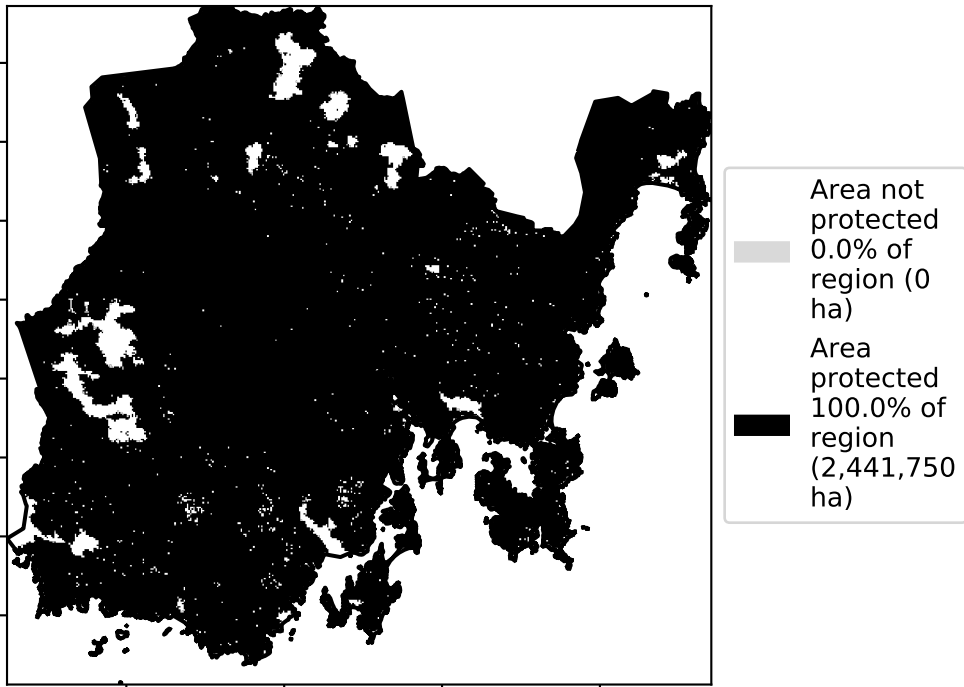 Area not
protected
0.0% of
region (0
ha)
Area
protected
100.0% of
region
(2,441,750
ha)